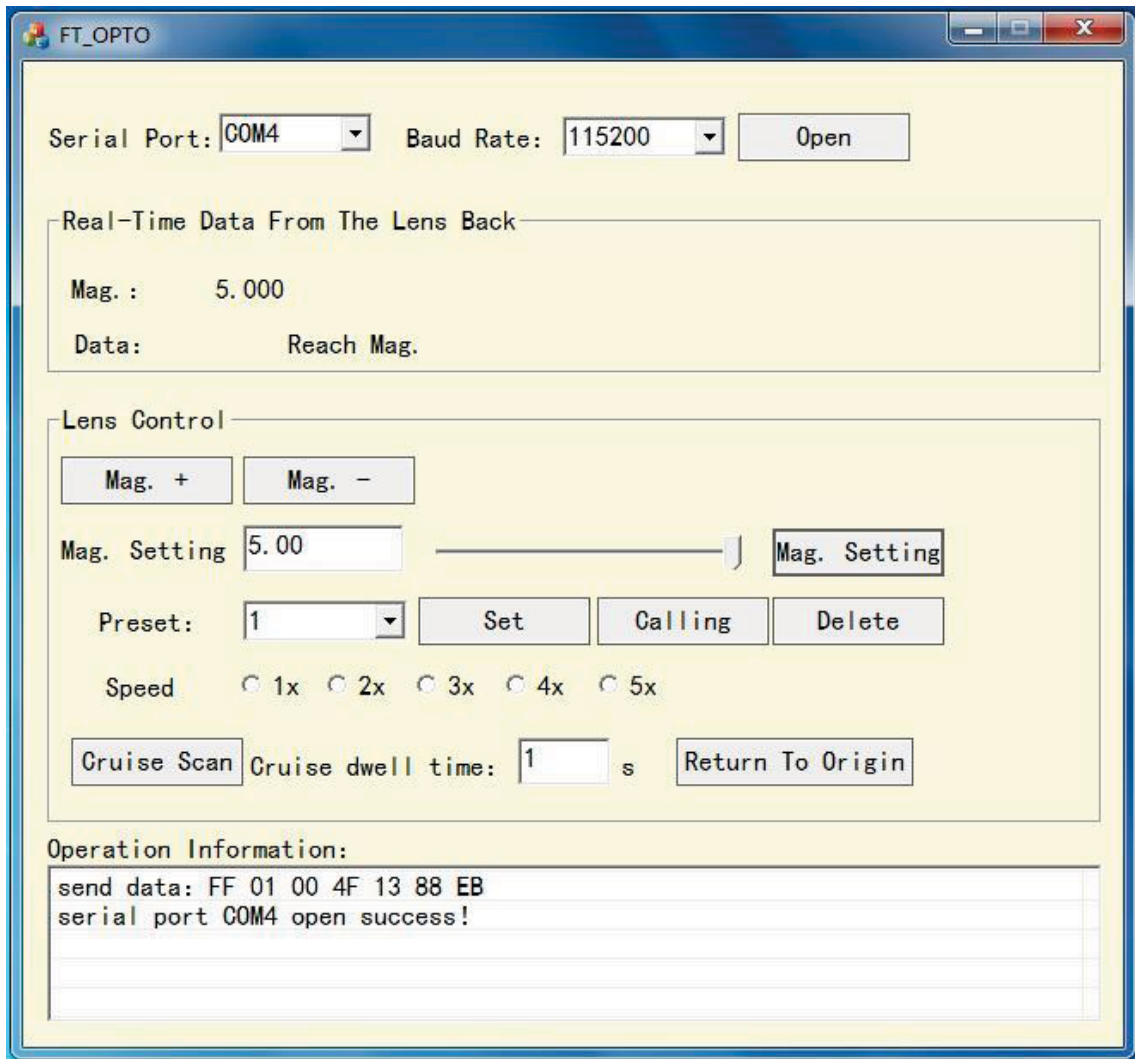 FT_OPTO
Serial Port: COM4 Baud Rate: 115200 Open
Real-Time Data From The Lens Back
Mag.: 5.000
Data: Reach Mag.
Lens Control
Mag. + Mag. -
Mag. Setting 5.00 Mag. Setting
Preset: 1 Set Calling Delete
Speed 1x 2x 3x 4x 5x
Cruise Scan Cruise dwell time: 1 s Return To Origin
Operation Information:
send data: FF 01 00 4F 13 88 EB
serial port COM4 open success!